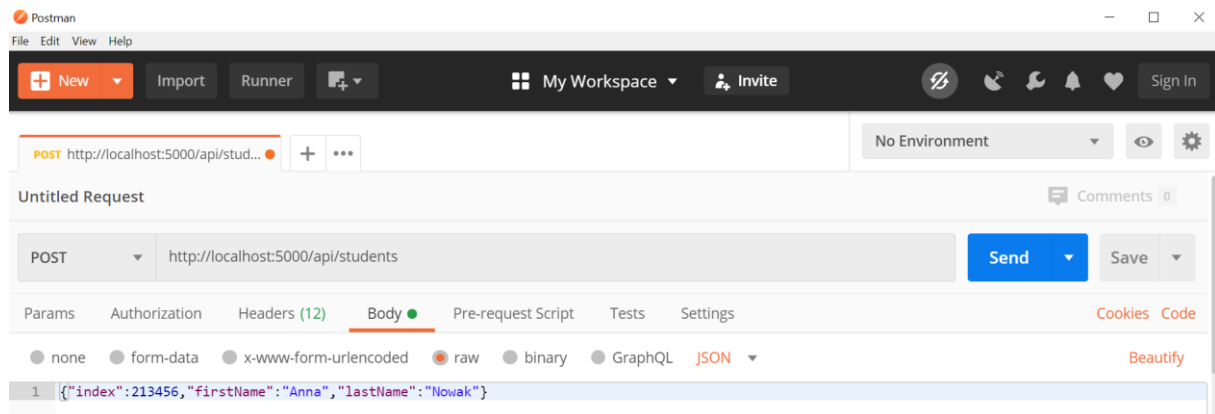 Postman
File Edit View Help
New Import Runner My Workspace Invite Sign In
POST http://localhost:5000/api/stud... No Environment
Untitled Request Comments 0
POST http://localhost:5000/api/students Send Save
Params Authorization Headers (12) Body Pre-request Script Tests Settings Cookies Code
none form-data x-www-form-urlencoded raw binary GraphQL JSON Beautify
1 {"index":213456,"firstName":"Anna","lastName":"Nowak"}